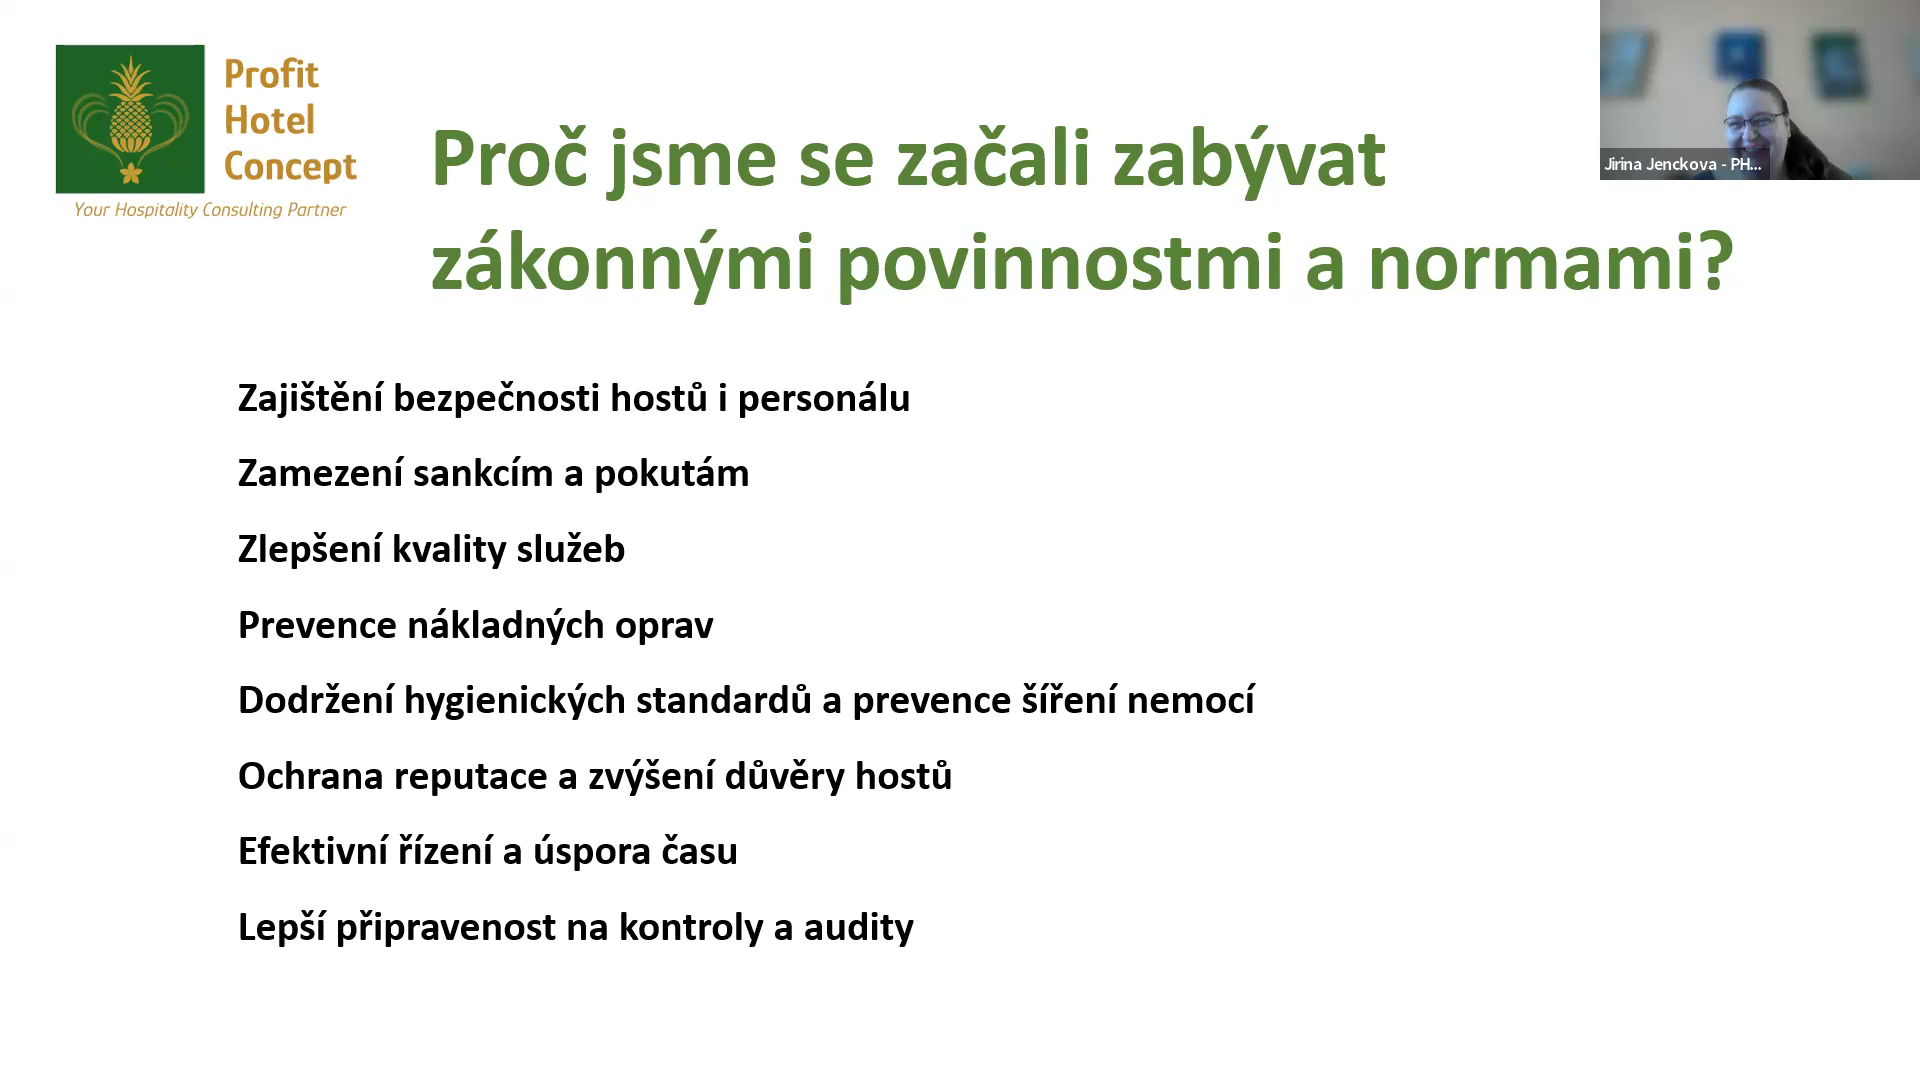 Profit
Hotel
Concept
Your Hospitality Consulting Partner
Jirina Jenckova - PH...
Proč jsme se začali zabývat
zákonnými povinnostmi a normami?
Zajištění bezpečnosti hostů i personálu
Zamezení sankcím a pokutám
Zlepšení kvality služeb
Prevence nákladných oprav
Dodržení hygienických standardů a prevence šíření nemocí
Ochrana reputace a zvýšení důvěry hostů
Efektivní řízení a úspora času
Lepší připravenost na kontroly a audity